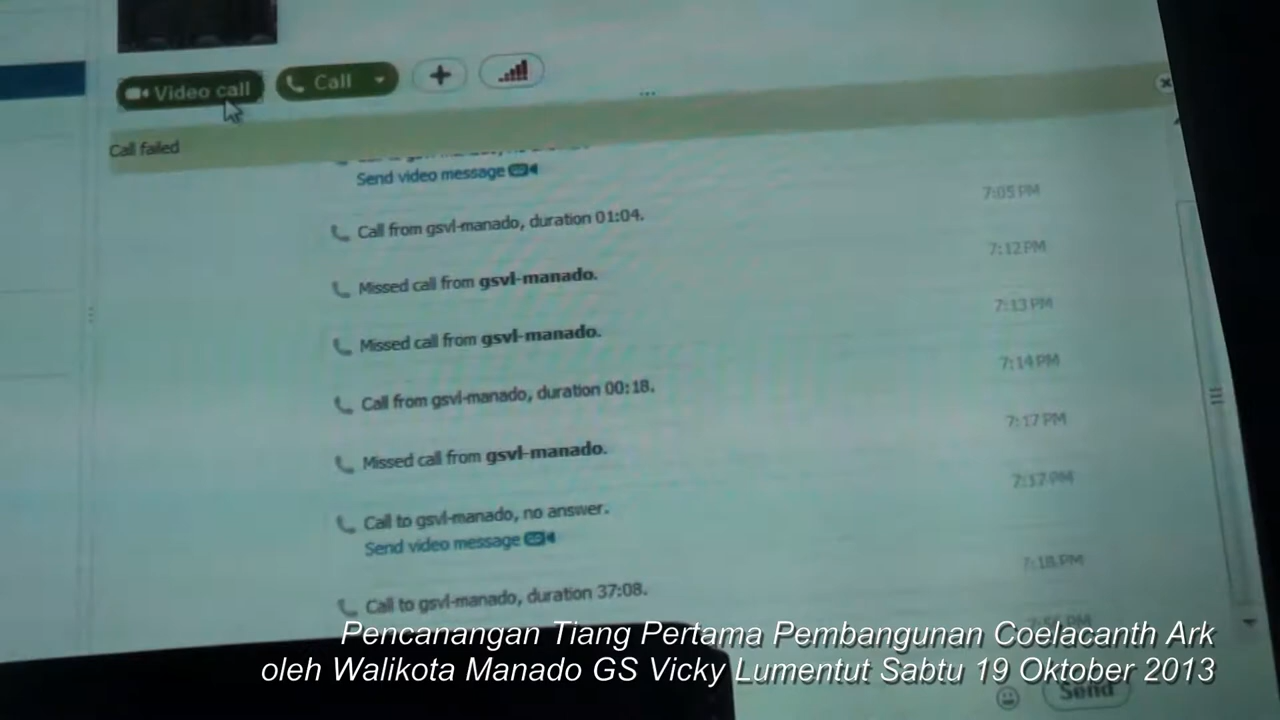 Video call
Call
Call failed
Send video message
7:05 PM
Call from gsvl-manado, duration 01:04.
7:12 PM
Missed call from gsvl-manado.
7:13 PM
Missed call from gsvl-manado.
7:14 PM
Call from gsvl-manado, duration 00:18.
7:17 PM
Missed call from gsvl-manado.
7:17 PM
Call to gsvl-manado, no answer.
Send video message
7:18 PM
Call to gsvl-manado, duration 37:08.
Pencanangan Tiang Pertama Pembangunan Coelacanth Ark
oleh Walikota Manado GS Vicky Lumentut Sabtu 19 Oktober 2013
Send